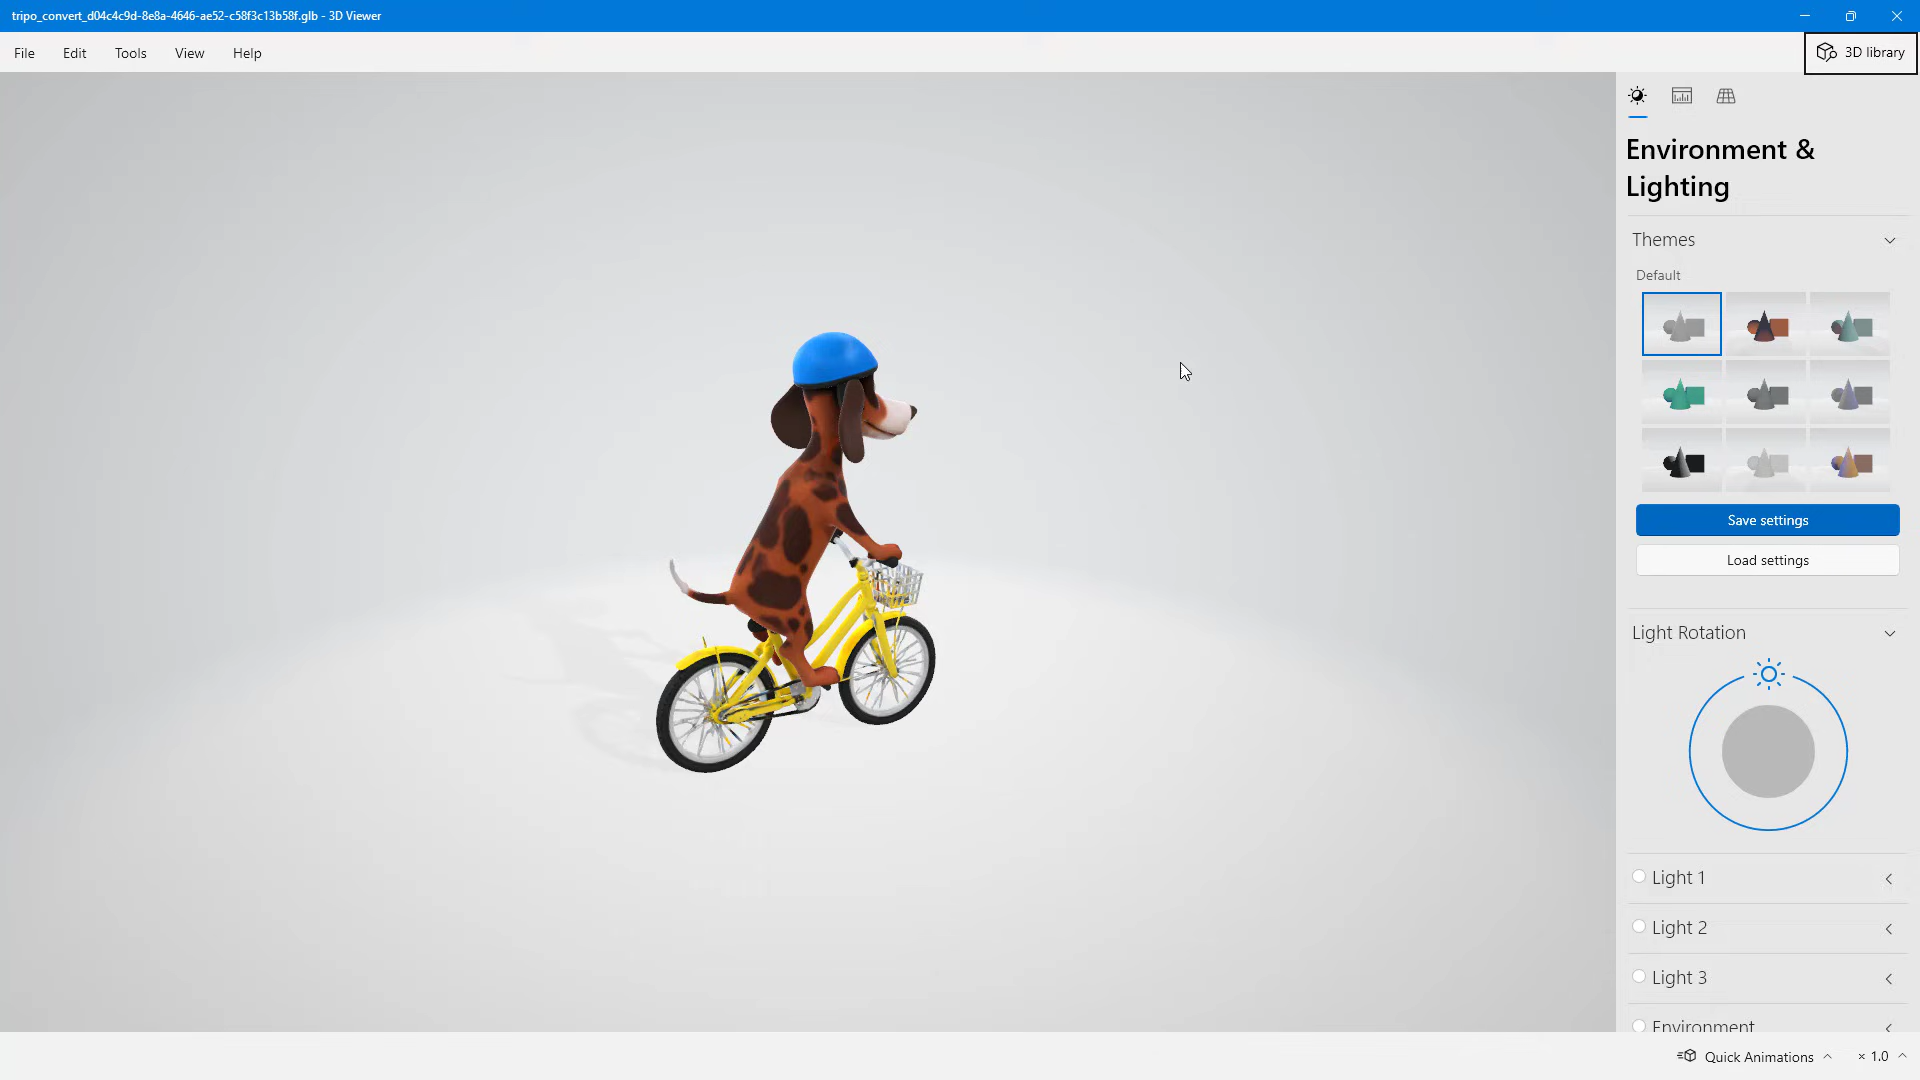 tripo_convert_d04c4c9d-8e8a-4646-ae52-c58f3c13b58f.glb - 3D Viewer
File Edit Tools View Help
3D library
Environment &
Lighting
Themes
Default
Save settings
Load settings
Light Rotation
Light 1
Light 2
Light 3
Environment
Quick Animations × 1.0